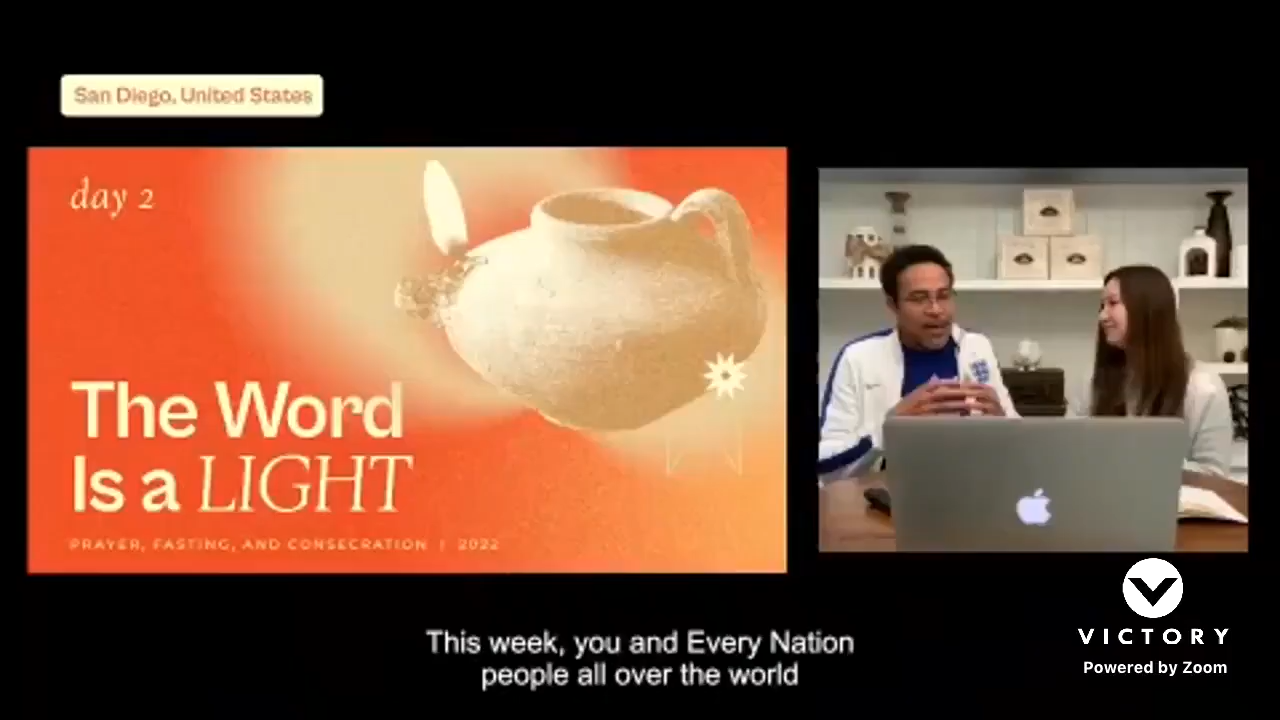 San Diego, United States
day 2
The Word
Is a LIGHT
PRAYER, FASTING, AND CONSECRATION | 2022
VICTORY
Powered by Zoom
This week, you and Every Nation
people all over the world